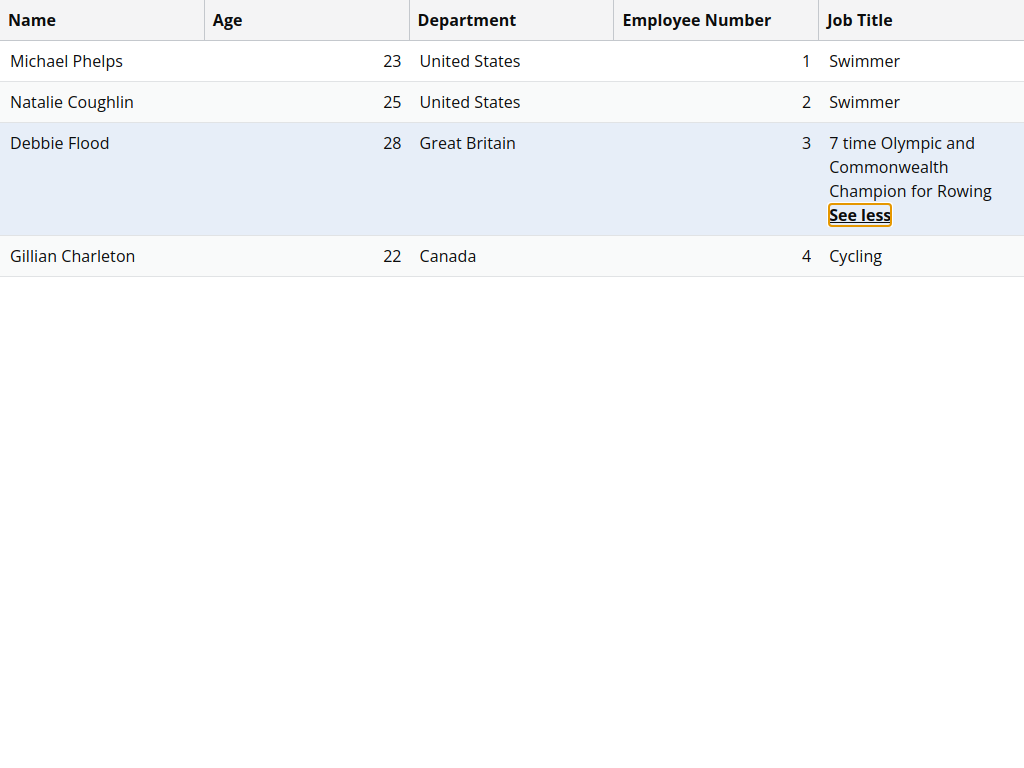 Name Age Department Employee Number Job Title
Michael Phelps 23 United States 1 Swimmer
Natalie Coughlin 25 United States 2 Swimmer
Debbie Flood 28 Great Britain 3 7 time Olympic and
Commonwealth
Champion for Rowing
See less
Gillian Charleton 22 Canada 4 Cycling